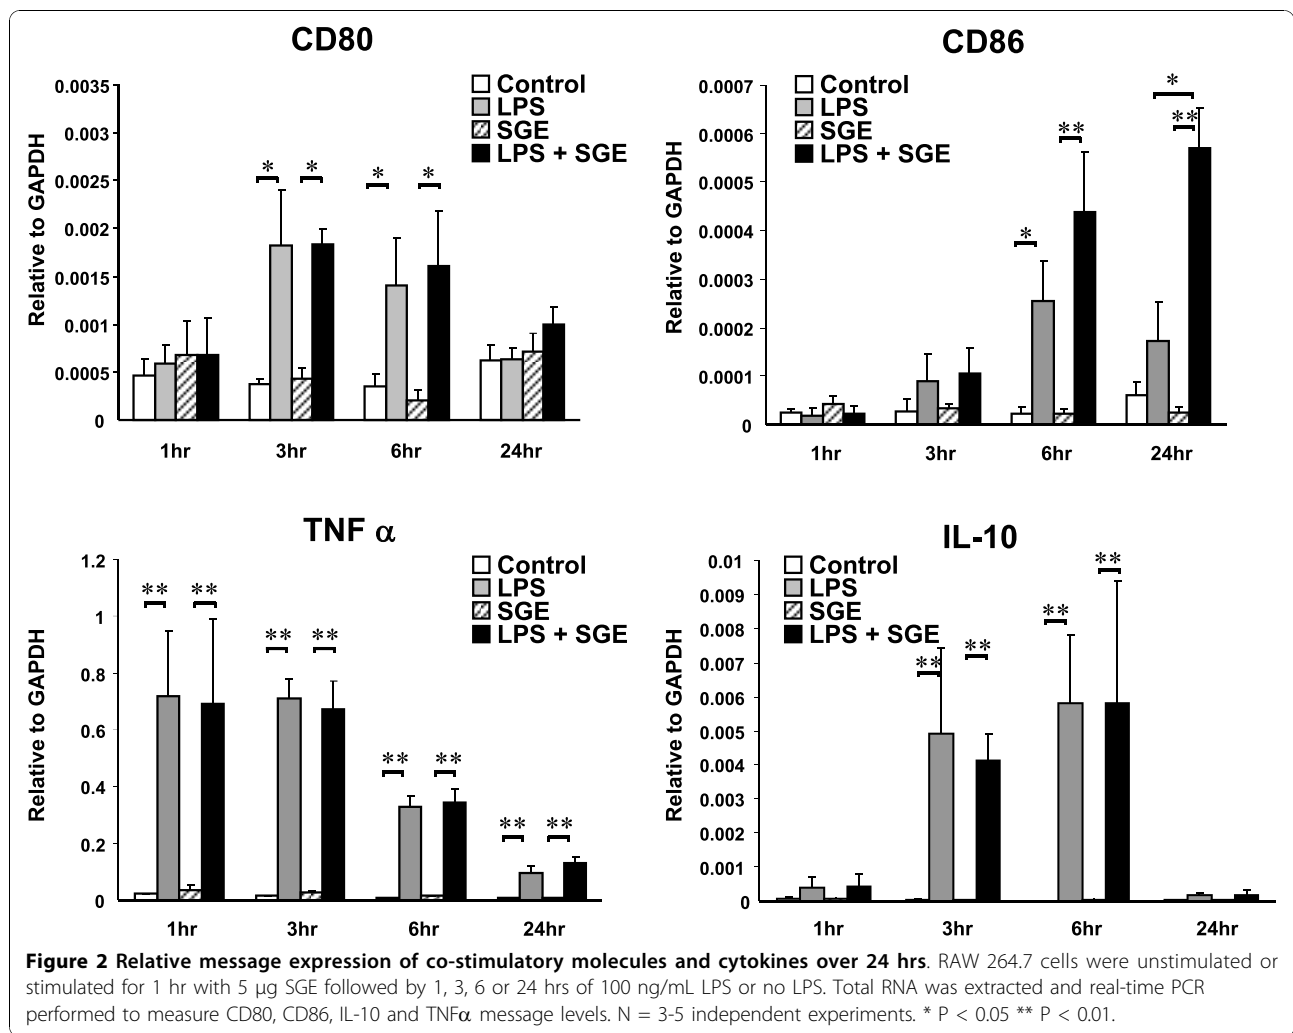 CD80
Relative to GAPDH
0.0035
0.003
0.0025
0.002
0.0015
0.001
0.0005
0
Control
LPS
SGE
LPS + SGE
* * * *
1hr 3hr 6hr 24hr
CD86
Relative to GAPDH
0.0007
0.0006
0.0005
0.0004
0.0003
0.0002
0.0001
0
Control
LPS
SGE
LPS + SGE
*
** **
*
1hr 3hr 6hr 24hr
TNF α
Relative to GAPDH
1.2
1
0.8
0.6
0.4
0.2
0
Control
LPS
SGE
LPS + SGE
** **
** **
** **
** **
1hr 3hr 6hr 24hr
IL-10
Relative to GAPDH
0.01
0.009
0.008
0.007
0.006
0.005
0.004
0.003
0.002
0.001
0
Control
LPS
SGE
LPS + SGE
**
**
** **
1hr 3hr 6hr 24hr
Figure 2 Relative message expression of co-stimulatory molecules and cytokines over 24 hrs. RAW 264.7 cells were unstimulated or
stimulated for 1 hr with 5 μg SGE followed by 1, 3, 6 or 24 hrs of 100 ng/mL LPS or no LPS. Total RNA was extracted and real-time PCR
performed to measure CD80, CD86, IL-10 and TNFα message levels. N = 3-5 independent experiments. * P < 0.05 ** P < 0.01.